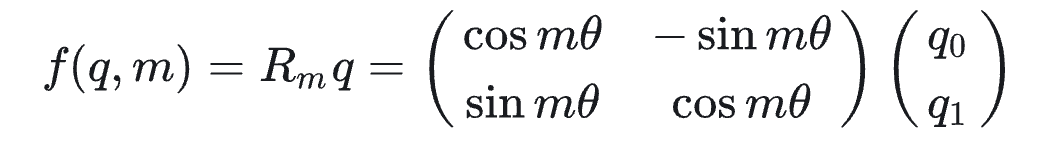 f(q, m) = R_m q = \begin{pmatrix} \cos m\theta & -\sin m\theta \\ \sin m\theta & \cos m\theta \end{pmatrix} \begin{pmatrix} q_0 \\ q_1 \end{pmatrix}